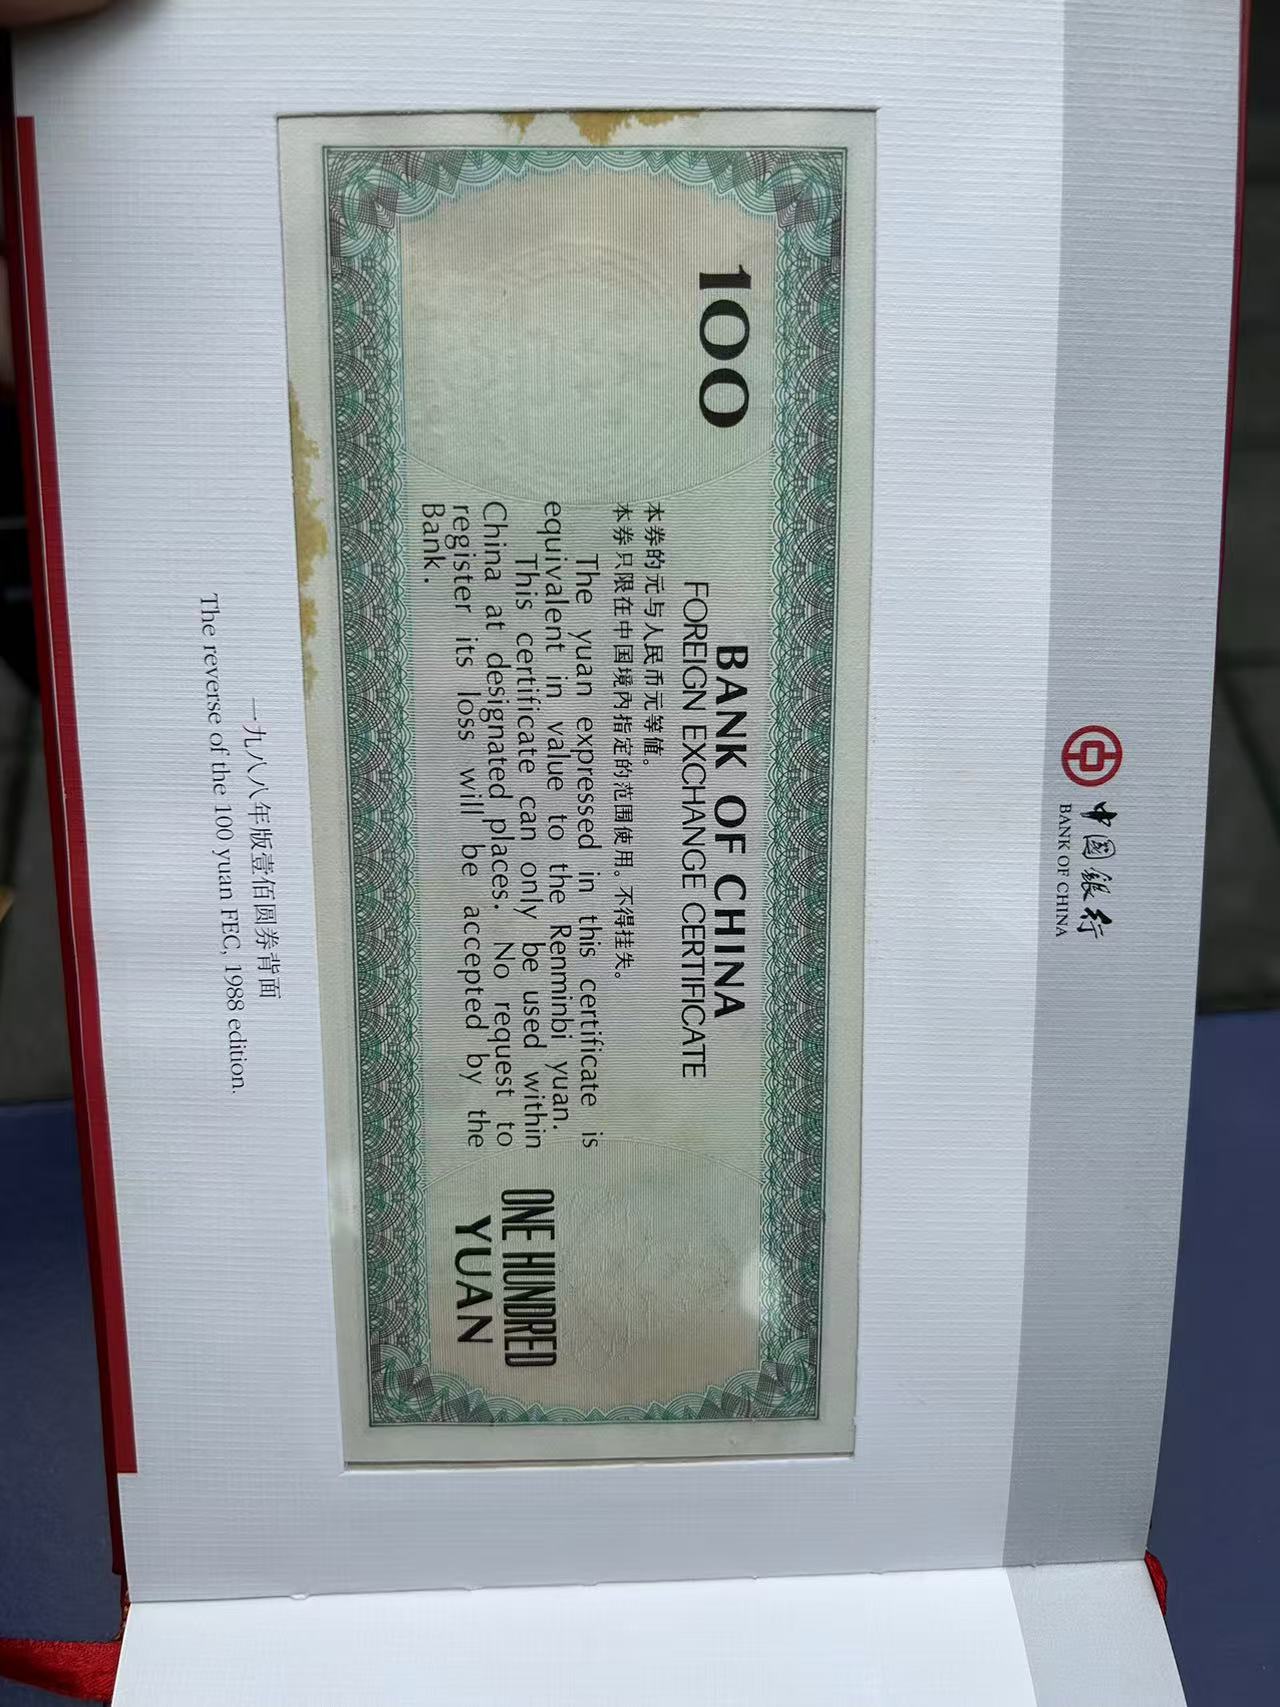 中国银行
BANK OF CHINA
100
BANK OF CHINA
FOREIGN EXCHANGE CERTIFICATE
本券的元与人民币元等值。
本券只限在中国境内指定的范围使用。不得挂失。
The yuan expressed in this certificate is
equivalent in value to the Renminbi yuan.
This certificate can only be used within
China at designated places. No request to
register its loss will be accepted by the
Bank.
ONE HUNDRED
YUAN
一九八八年版壹佰圆券背面
The reverse of the 100 yuan FEC, 1988 edition.